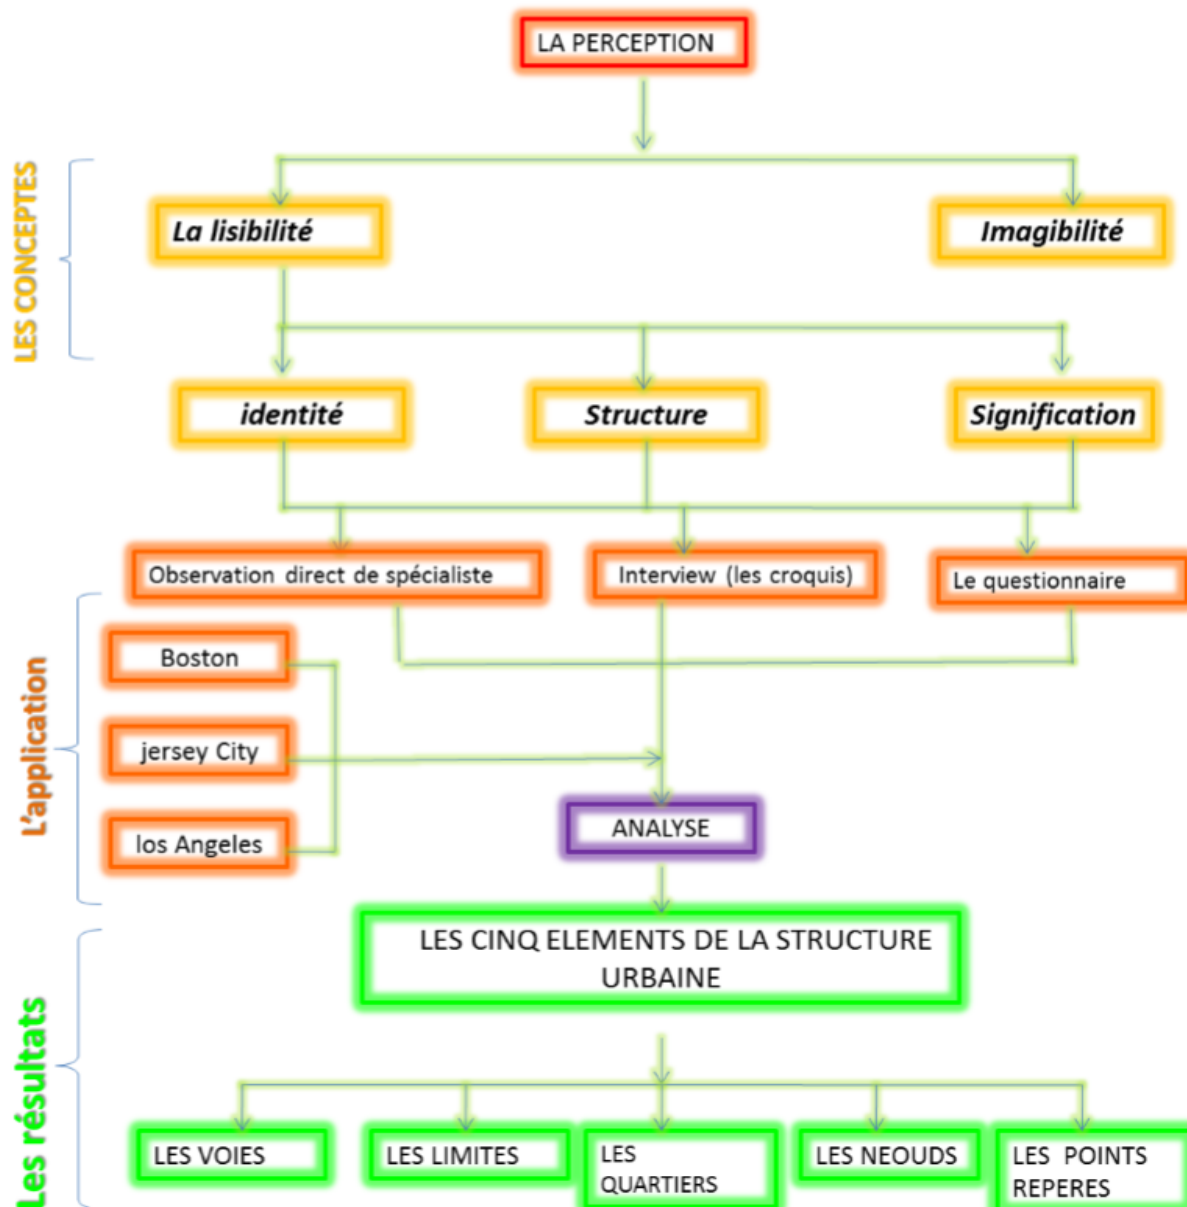 LA PERCEPTION
LES CONCEPTES
La lisibilité
Imagibilité
identité
Structure
Signification
Observation direct de spécialiste
Interview (les croquis)
Le questionnaire
L'application
Boston
jersey City
los Angeles
ANALYSE
Les résultats
LES CINQ ELEMENTS DE LA STRUCTURE
URBAINE
LES VOIES
LES LIMITES
LES
QUARTIERS
LES NEOUDS
LES POINTS
REPERES